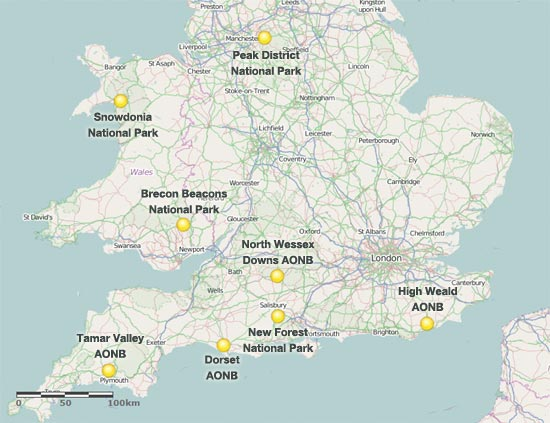 Preston
LEEDS
Kingston
upon Hull
Manchester
Liverpool
Sheffield
Peak District
National Park
Bangor
St Asaph
Chester
Stoke-on-Trent
Nottingham
Snowdonia
National Park
Lichfield
Leicester
Peterborough
Norwich
Coventry
Wales
Ely
Worcester
Cambridge
Brecon Beacons
National Park
St David's
Gloucester
Swansea
Newport
Oxford
St Albans
Chelmsford
North Wessex
Downs AONB
London
Bath
Wells
Canterbury
High Weald
AONB
Salisbury
New Forest
National Park
Portsmouth
Brighton
Tamar Valley
AONB
Exeter
Dorset
AONB
Plymouth
Truro
0 50 100km